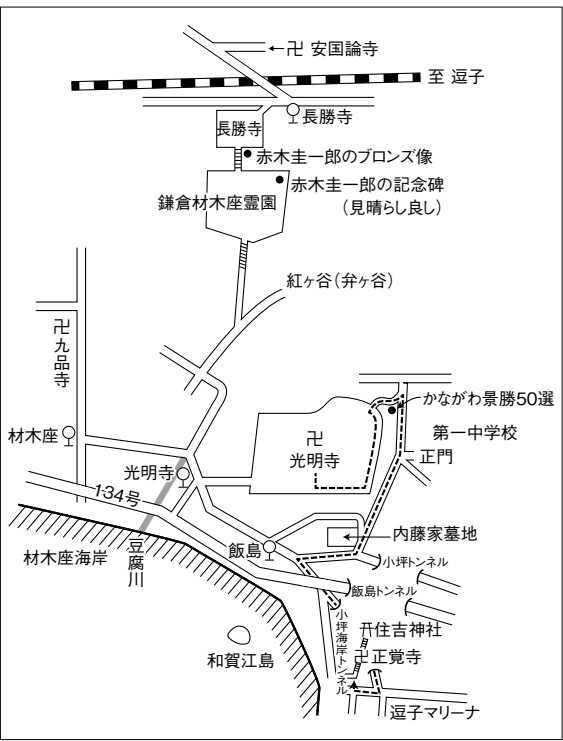 卍 安国論寺
至 逗子
長勝寺
長勝寺
赤木圭一郎のブロンズ像
赤木圭一郎の記念碑
(見晴らし良し)
鎌倉材木座霊園
紅ヶ谷(弁ヶ谷)
卍九品寺
かながわ景勝50選
材木座
卍
光明寺
第一中学校
正門
光明寺
134号
内藤家墓地
飯島
材木座海岸
豆腐川
小坪トンネル
飯島トンネル
小坪海岸トンネル
住吉神社
和賀江島
卍正覚寺
逗子マリーナ